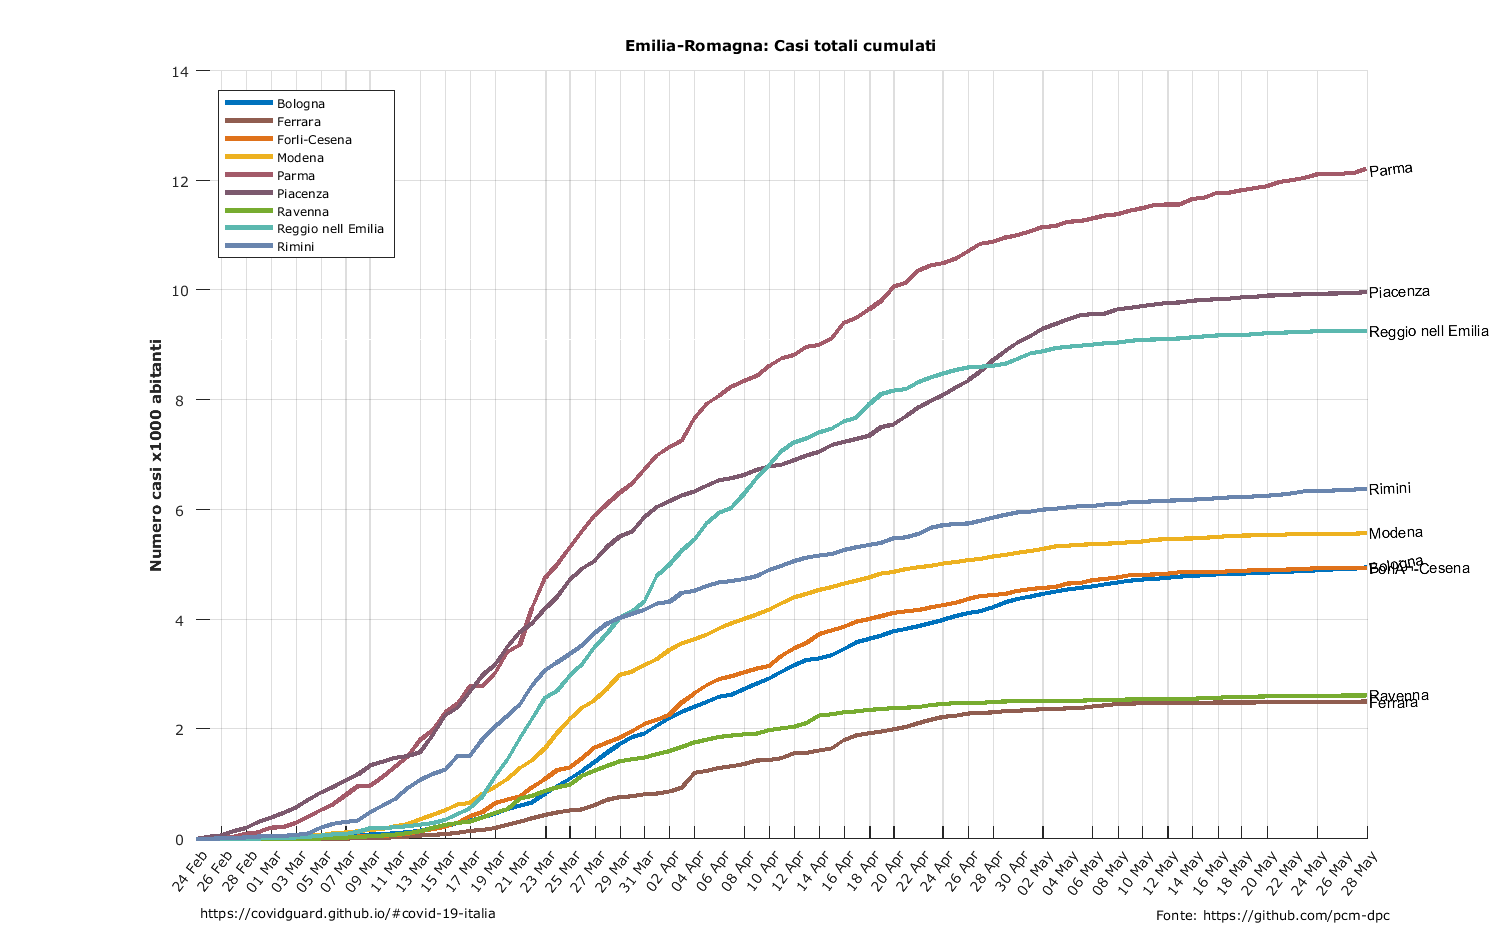 Emilia-Romagna: Casi totali cumulati
14
12
10
8
6
4
2
0
Numero casi x1000 abitanti
Bologna
Ferrara
Forlì-Cesena
Modena
Parma
Piacenza
Ravenna
Reggio nell Emilia
Rimini
Parma
Piacenza
Reggio nell Emilia
Rimini
Modena
Bologna
-Cesena
Ravenna
Ferrara
24 Feb
26 Feb
28 Feb
01 Mar
03 Mar
05 Mar
07 Mar
09 Mar
11 Mar
13 Mar
15 Mar
17 Mar
19 Mar
21 Mar
23 Mar
25 Mar
27 Mar
29 Mar
31 Mar
02 Apr
04 Apr
06 Apr
08 Apr
10 Apr
12 Apr
14 Apr
16 Apr
18 Apr
20 Apr
22 Apr
24 Apr
26 Apr
28 Apr
30 Apr
02 May
04 May
06 May
08 May
10 May
12 May
14 May
16 May
18 May
20 May
22 May
24 May
26 May
28 May
https://covidguard.github.io/#covid-19-italia
Fonte: https://github.com/pcm-dpc